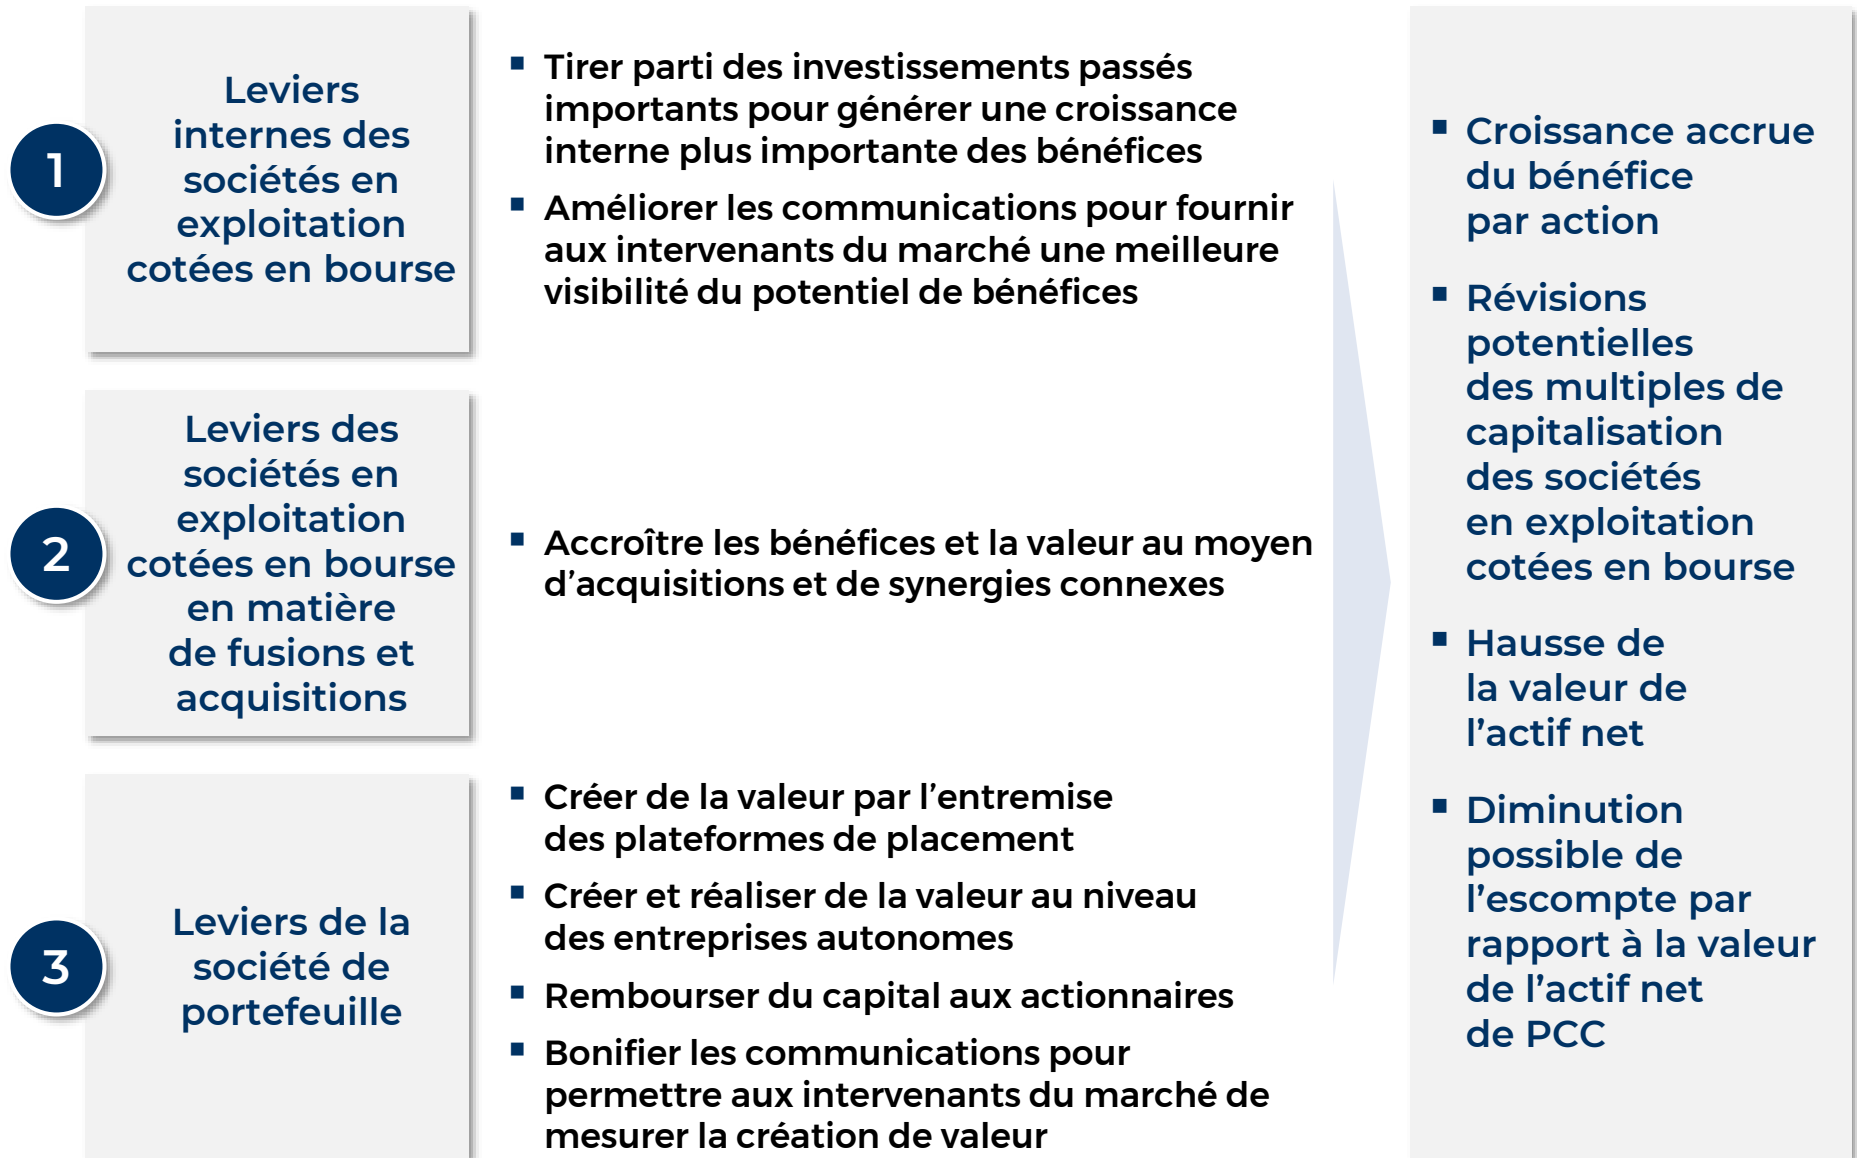 1
Leviers
internes des
sociétés en
exploitation
cotées en bourse
▪ Tirer parti des investissements passés
importants pour générer une croissance
interne plus importante des bénéfices
▪ Améliorer les communications pour fournir
aux intervenants du marché une meilleure
visibilité du potentiel de bénéfices
2
Leviers des
sociétés en
exploitation
cotées en bourse
en matière
de fusions et
acquisitions
▪ Accroître les bénéfices et la valeur au moyen
d’acquisitions et de synergies connexes
3
Leviers de la
société de
portefeuille
▪ Créer de la valeur par l’entremise
des plateformes de placement
▪ Créer et réaliser de la valeur au niveau
des entreprises autonomes
▪ Rembourser du capital aux actionnaires
▪ Bonifier les communications pour
permettre aux intervenants du marché de
mesurer la création de valeur
▪ Croissance accrue
du bénéfice
par action
▪ Révisions
potentielles
des multiples de
capitalisation
des sociétés
en exploitation
cotées en bourse
▪ Hausse de
la valeur de
l’actif net
▪ Diminution
possible de
l’escompte par
rapport à la valeur
de l’actif net
de PCC